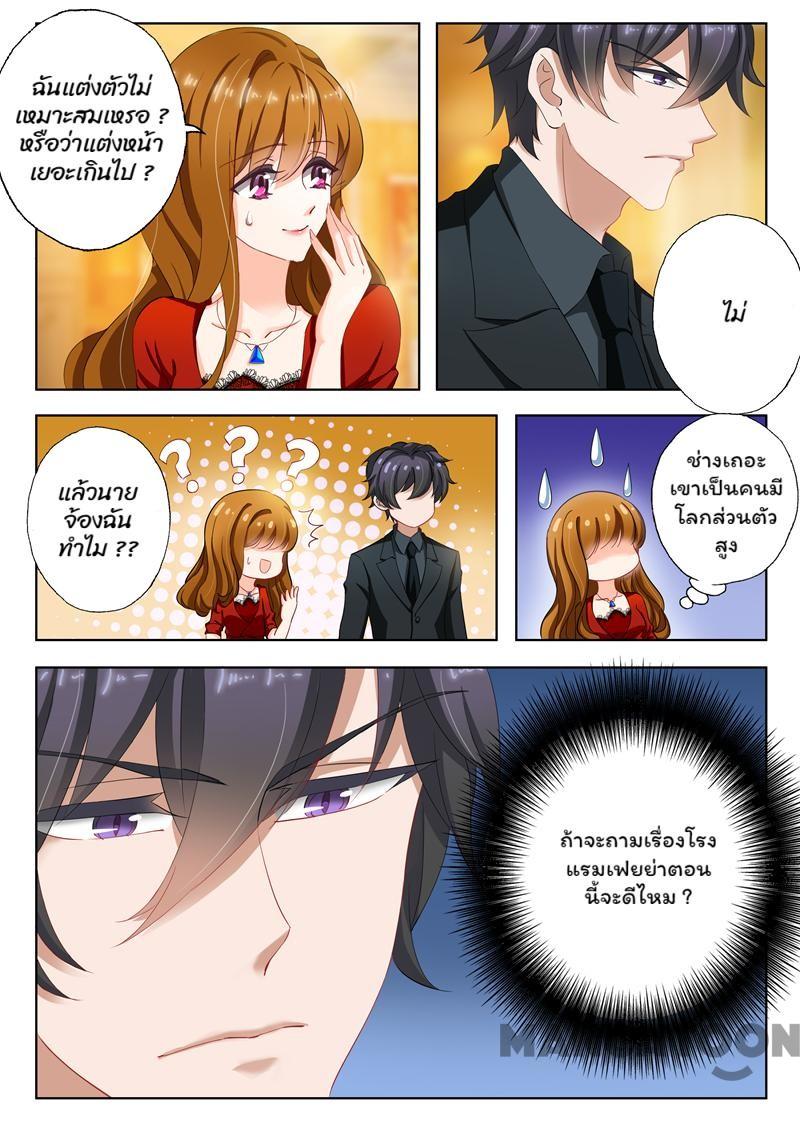 ฉันแต่งตัวไม่
เหมาะสมเหรอ ?
หรือว่าแต่งหน้า
เยอะเกินไป ?
ไม่
แล้วนาย
จ้องฉัน
ทำไม ??
? ? ?
ช่างเถอะ
เขาเป็นคนมี
โลกส่วนตัว
สูง
ถ้าจะถามเรื่องโรง
แรมเฟยย่าตอน
นี้จะดีไหม ?